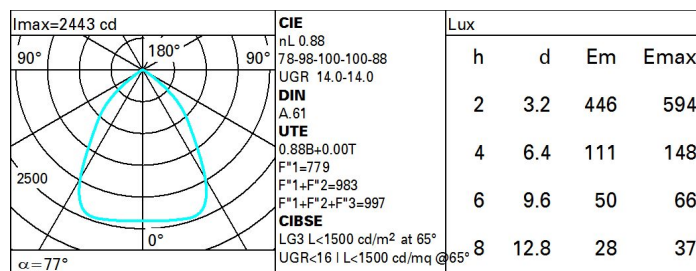 Imax=2443 cd
90°
180°
90°
2500
0°
α=77°
CIE
nL 0.88
78-98-100-100-88
UGR 14.0-14.0
DIN
A.61
UTE
0.88B+0.00T
F"1=779
F"1+F"2=983
F"1+F"2+F"3=997
CIBSE
LG3 L<1500 cd/m² at 65°
UGR<16 | L<1500 cd/mq @65°
Lux
h d Em Emax
2 3.2 446 594
4 6.4 111 148
6 9.6 50 66
8 12.8 28 37